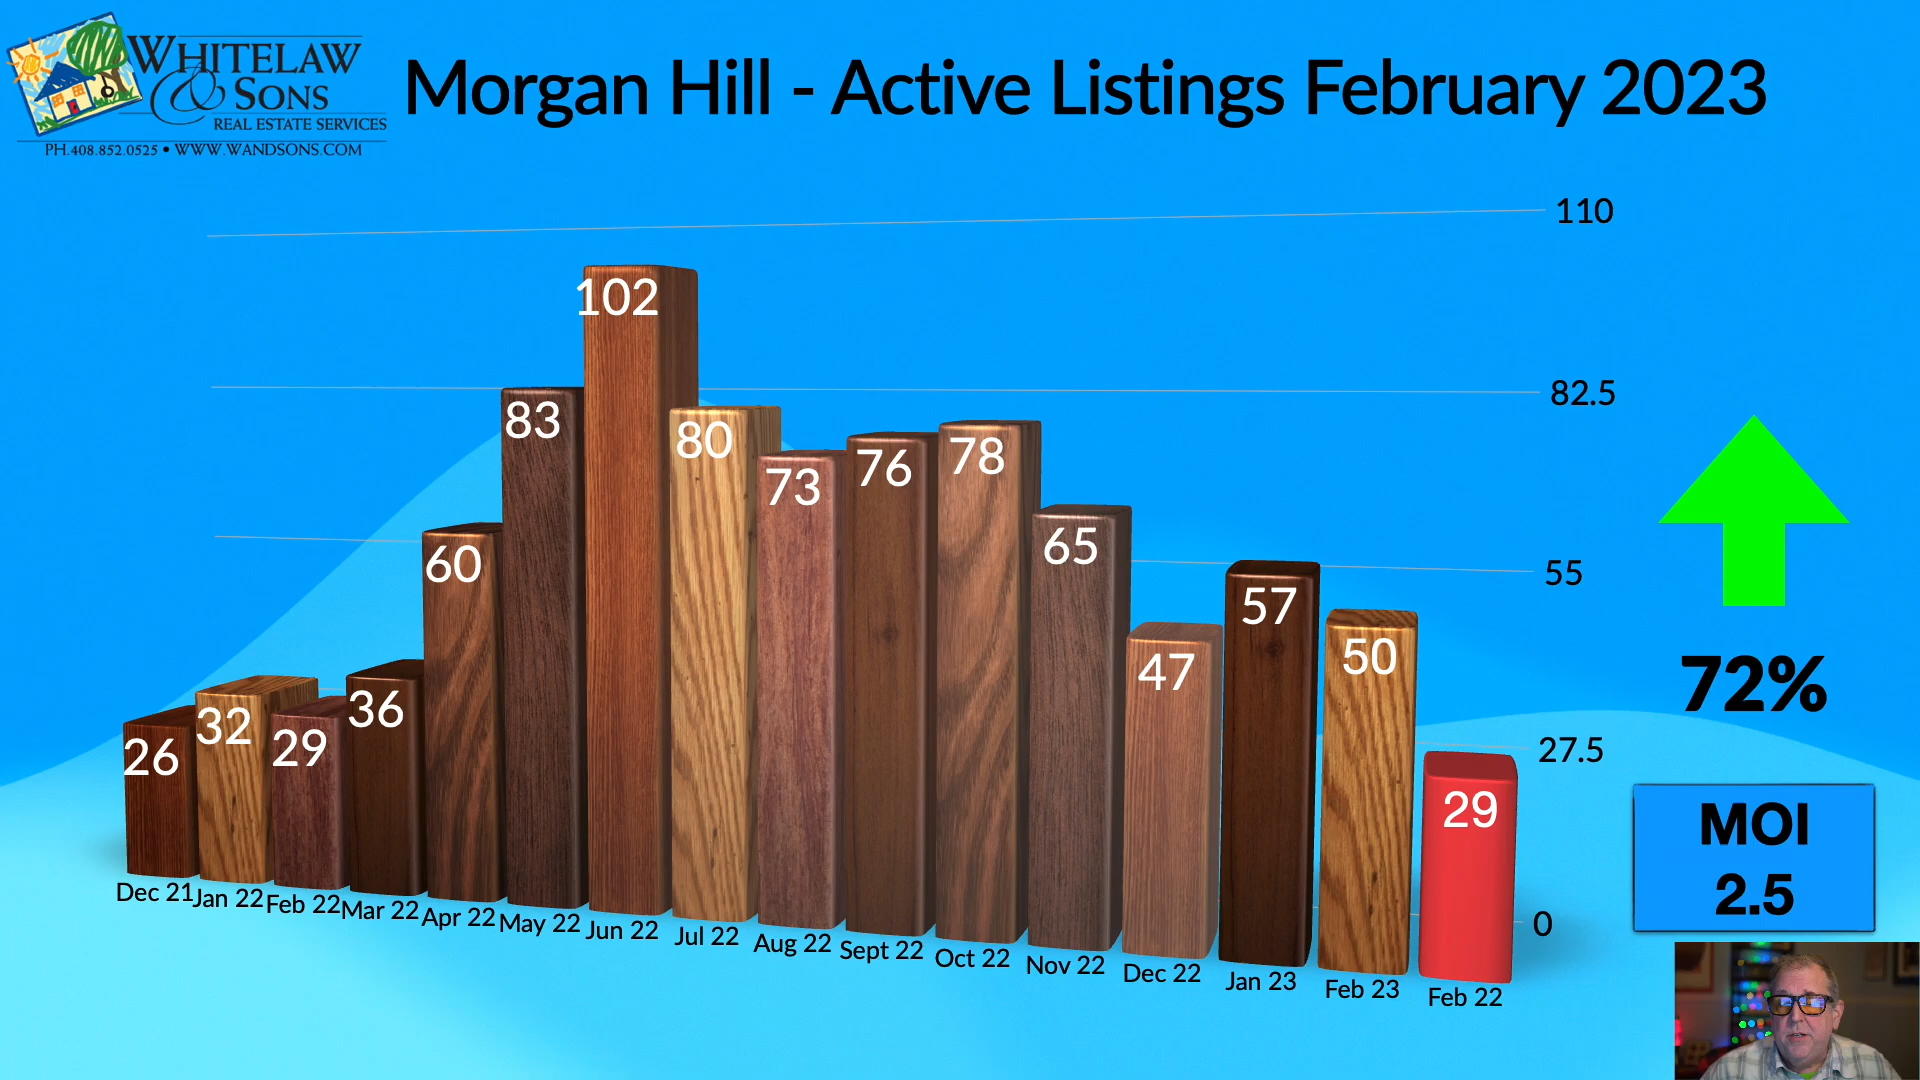 WHITELAW
& SONS
REAL ESTATE SERVICES
PH.408.852.0525 • WWW.WANDSONS.COM
Morgan Hill - Active Listings February 2023
110
82.5
55
27.5
0
26
32
29
36
60
83
102
80
73
76
78
65
47
57
50
29
Dec 21
Jan 22
Feb 22
Mar 22
Apr 22
May 22
Jun 22
Jul 22
Aug 22
Sept 22
Oct 22
Nov 22
Dec 22
Jan 23
Feb 23
Feb 22
72%
MOI
2.5